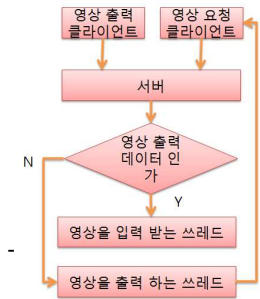 영상 출력
클라이언트
영상 요청
클라이언트
서버
영상 출력
데이터 인
가
N
Y
영상을 입력 받는 쓰레드
-
영상을 출력 하는 쓰레드